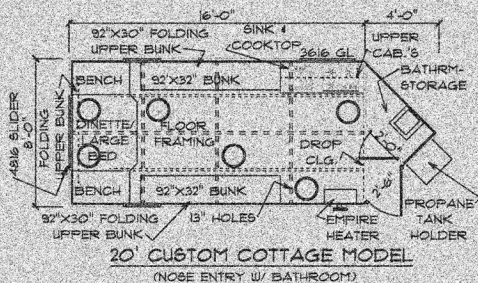 16'-0"
4'-0"
92"X30" FOLDING
UPPER BUNK
SINK &
COOKTOP
3616 GL
UPPER
CAB.'S
BATHRM-
STORAGE
BENCH
92"X32" BUNK
4816 SLIDER
8'-0"
FOLDING
UPPER BUNK
DINETTE/
LARGE
BED
FLOOR
FRAMING
DROP
CLG.
2'-0"
2'-6"
BENCH
92"X32" BUNK
92"X30" FOLDING
UPPER BUNK
13" HOLES
EMPIRE
HEATER
PROPANE
TANK
HOLDER
20' CUSTOM COTTAGE MODEL
(NOSE ENTRY W/ BATHROOM)